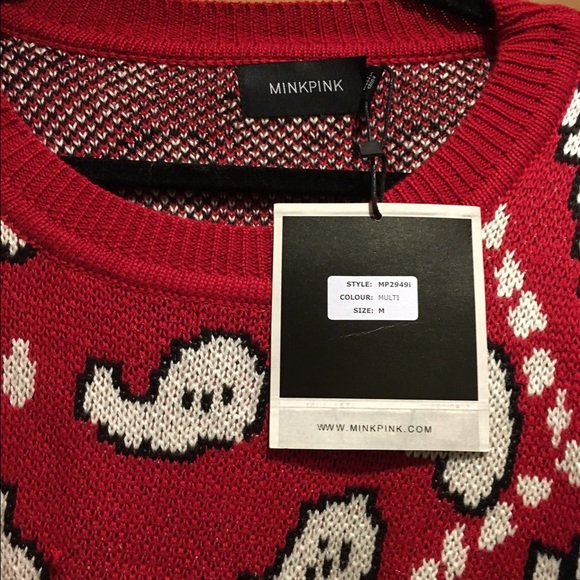 MINKPINK
STYLE: MP2949i
COLOUR: MULTI
SIZE: M
WWW.MINKPINK.COM